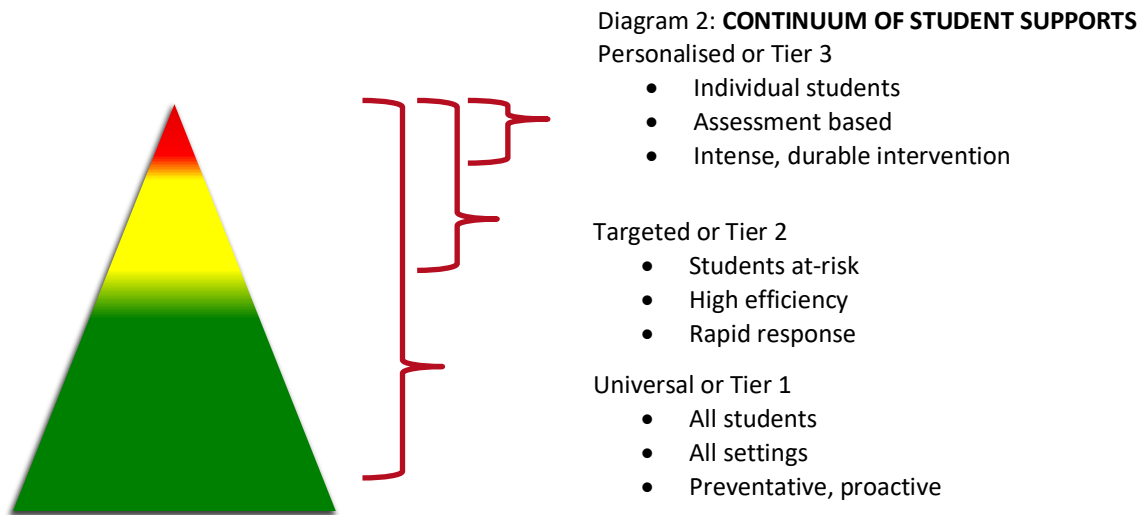 Diagram 2: CONTINUUM OF STUDENT SUPPORTS
Personalised or Tier 3
• Individual students
• Assessment based
• Intense, durable intervention
Targeted or Tier 2
• Students at-risk
• High efficiency
• Rapid response
Universal or Tier 1
• All students
• All settings
• Preventative, proactive